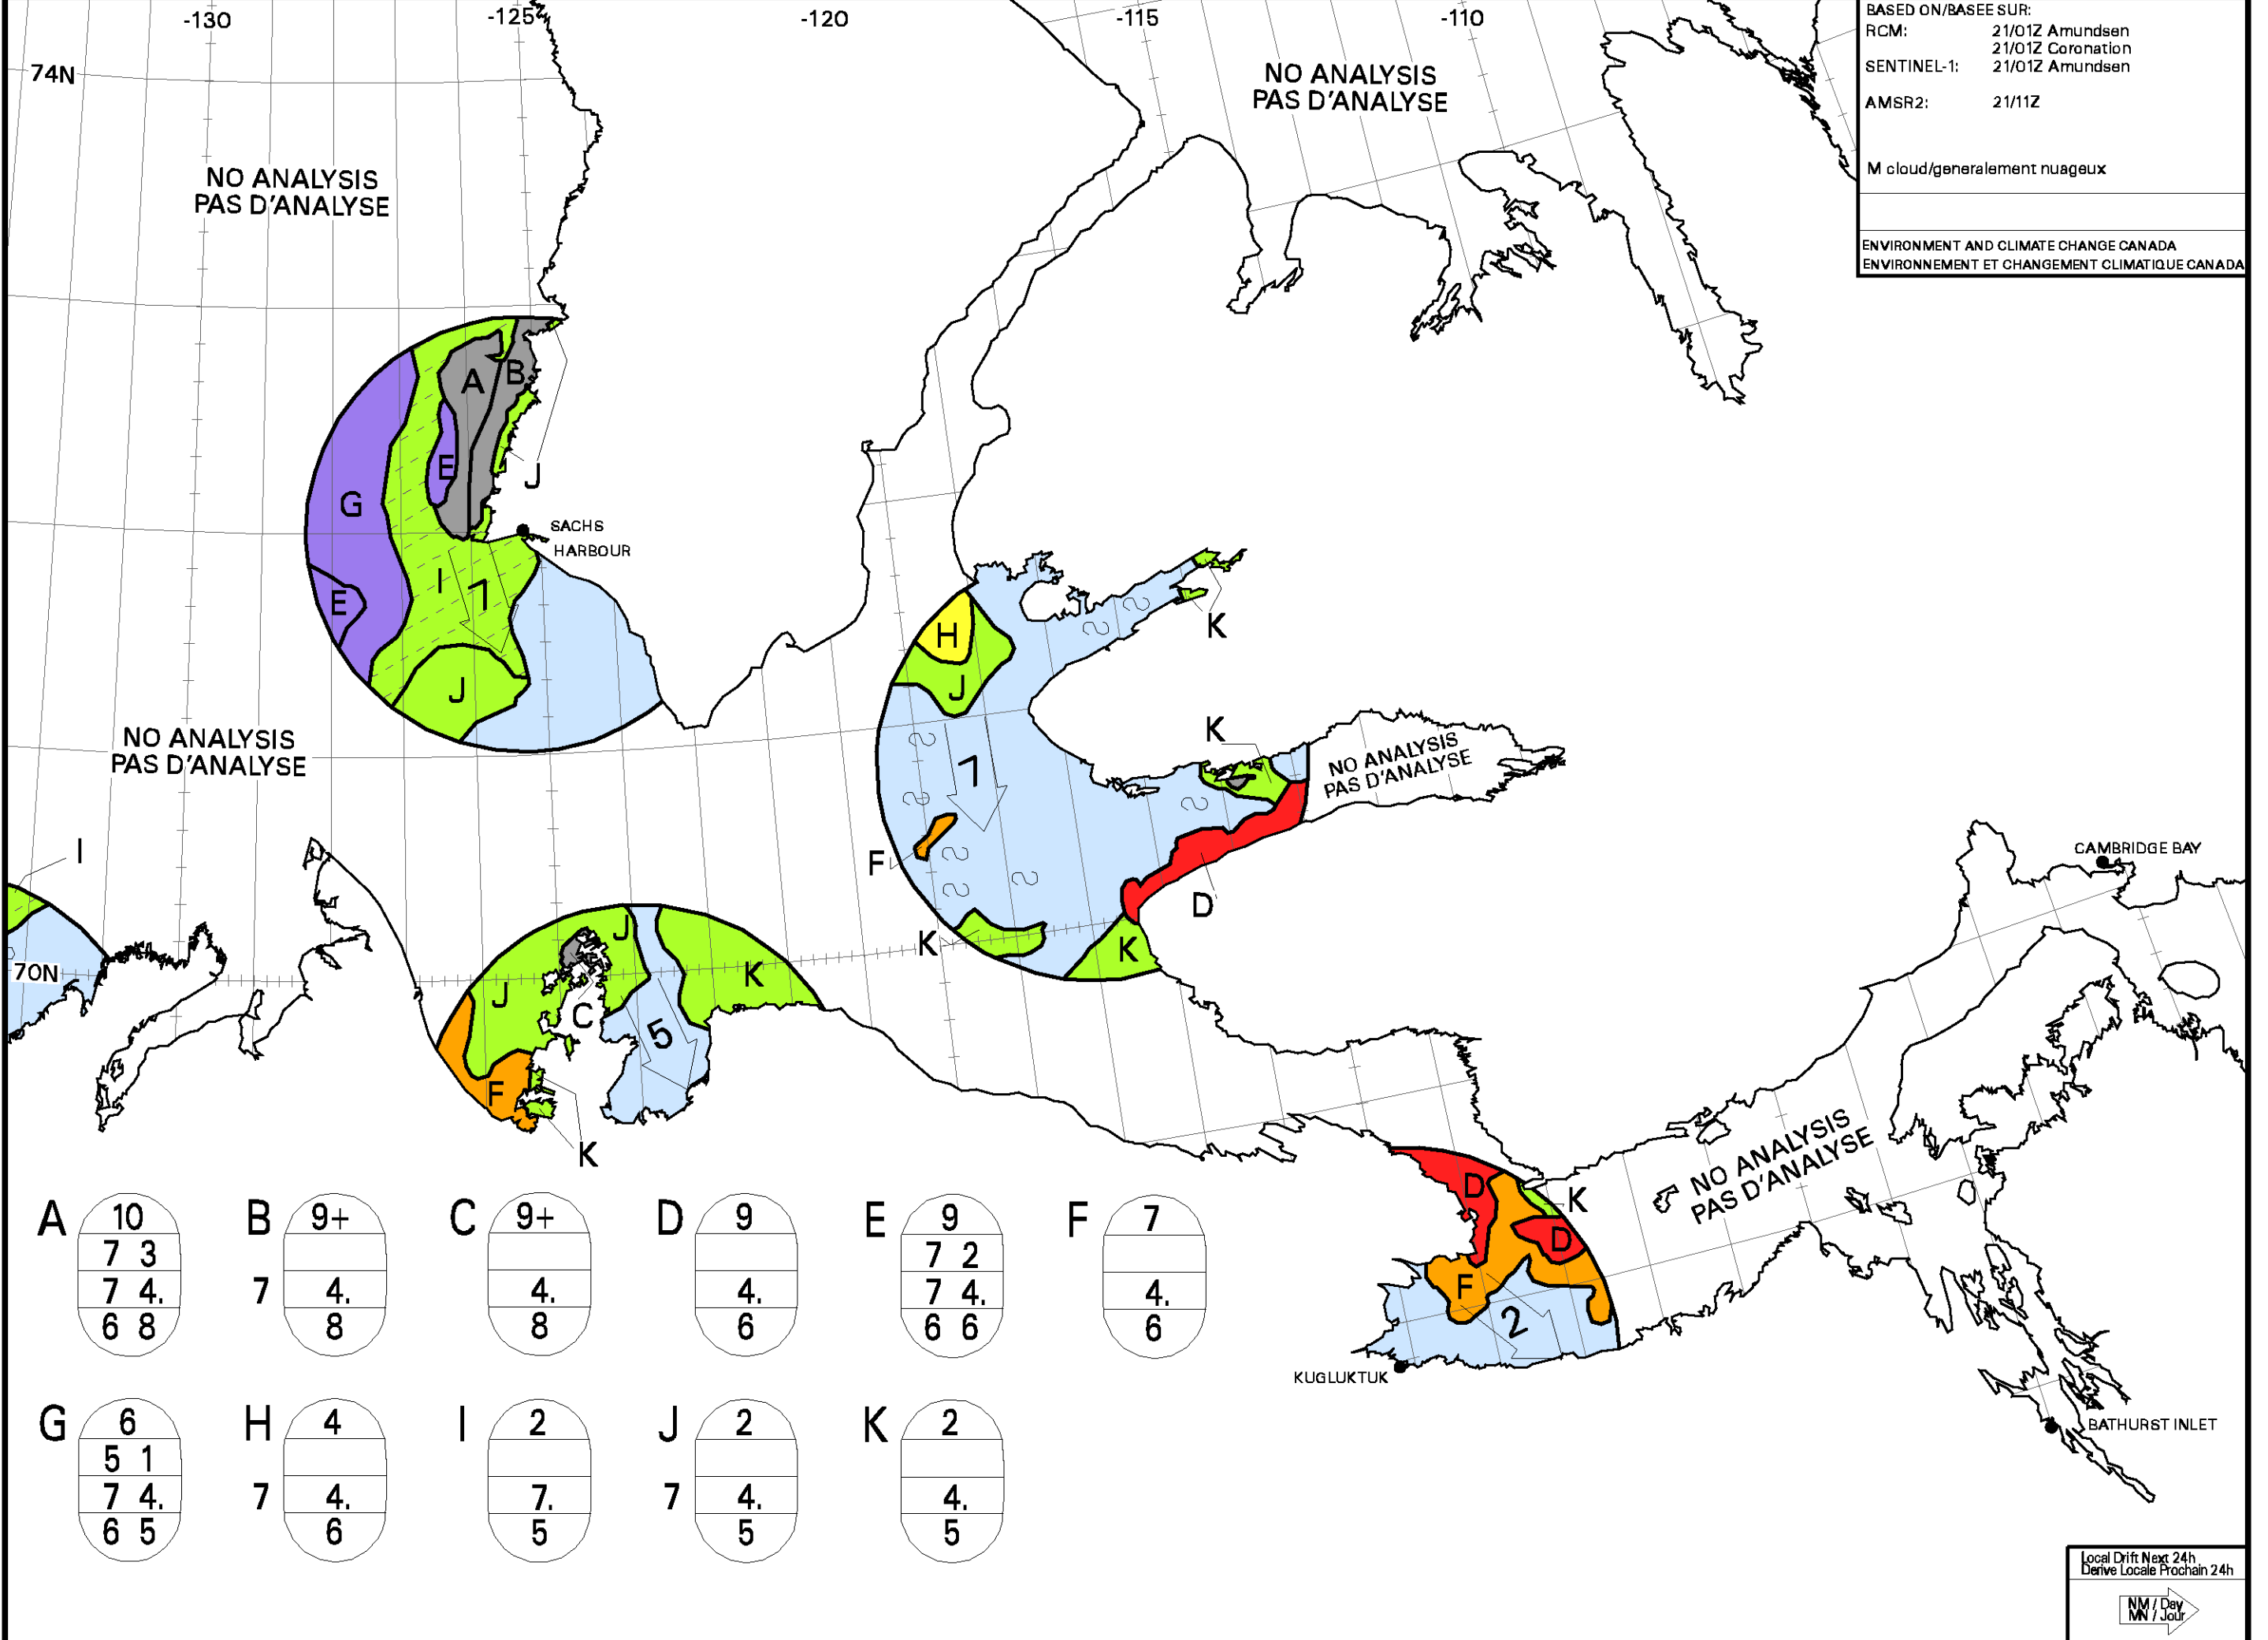 -130
-125
-120
-115
-110
BASED ON/BASEE SUR:
RCM: 21/01Z Amundsen
21/01Z Coronation
SENTINEL-1: 21/01Z Amundsen
AMSR2: 21/11Z
M cloud/generalement nuageux
ENVIRONMENT AND CLIMATE CHANGE CANADA
ENVIRONNEMENT ET CHANGEMENT CLIMATIQUE CANADA
74N
NO ANALYSIS
PAS D'ANALYSE
NO ANALYSIS
PAS D'ANALYSE
A
B
E
J
G
SACHS
HARBOUR
I
1
E
J
H
J
K
K
NO ANALYSIS
PAS D'ANALYSE
NO ANALYSIS
PAS D'ANALYSE
1
F
D
K
K
I
70N
CAMBRIDGE BAY
J
J
K
C
5
F
K
NO ANALYSIS
PAS D'ANALYSE
D
K
D
F
2
KUGLUKTUK
BATHURST INLET
A
10
7 3
7 4.
6 8
B
9+
7 4.
8
C
9+
4.
8
D
9
4.
6
E
9
7 2
7 4.
6 6
F
7
4.
6
G
6
5 1
7 4.
6 5
H
4
7 4.
6
I
2
7.
5
J
2
7 4.
5
K
2
4.
5
Local Drift Next 24h
Derive Locale Prochain 24h
NM / Day
MN / Jour